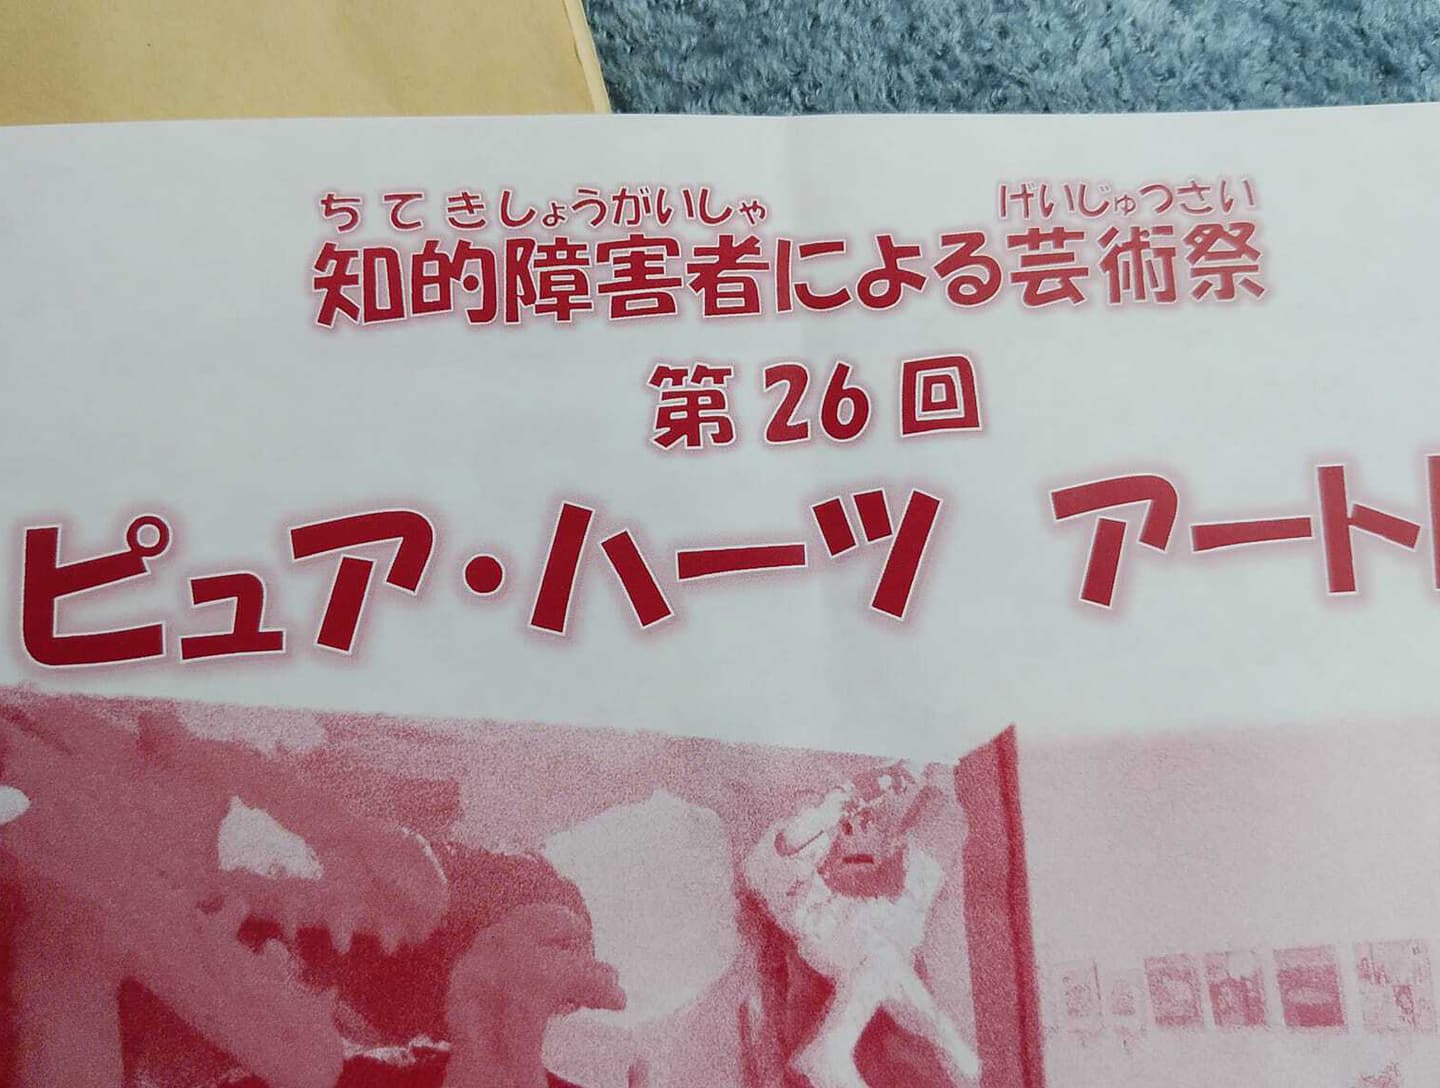 ちてきしょうがいしゃ げいじゅつさい
知的障害者による芸術祭
第26回
ピュア・ハーツ アート